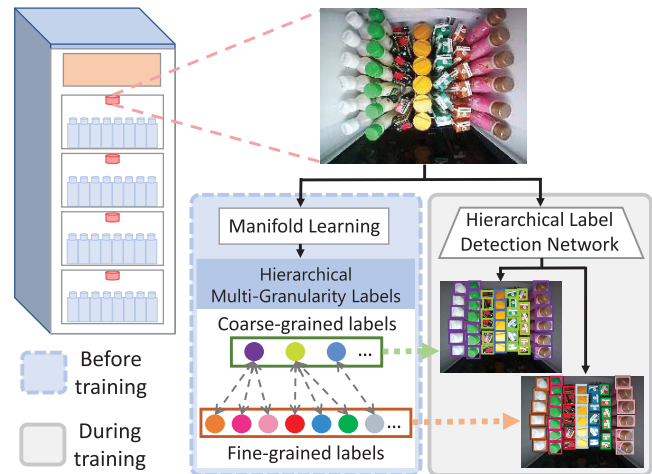 Manifold Learning
Hierarchical Label
Detection Network
Hierarchical
Multi-Granularity Labels
Coarse-grained labels
...
...
Fine-grained labels
Before
training
During
training